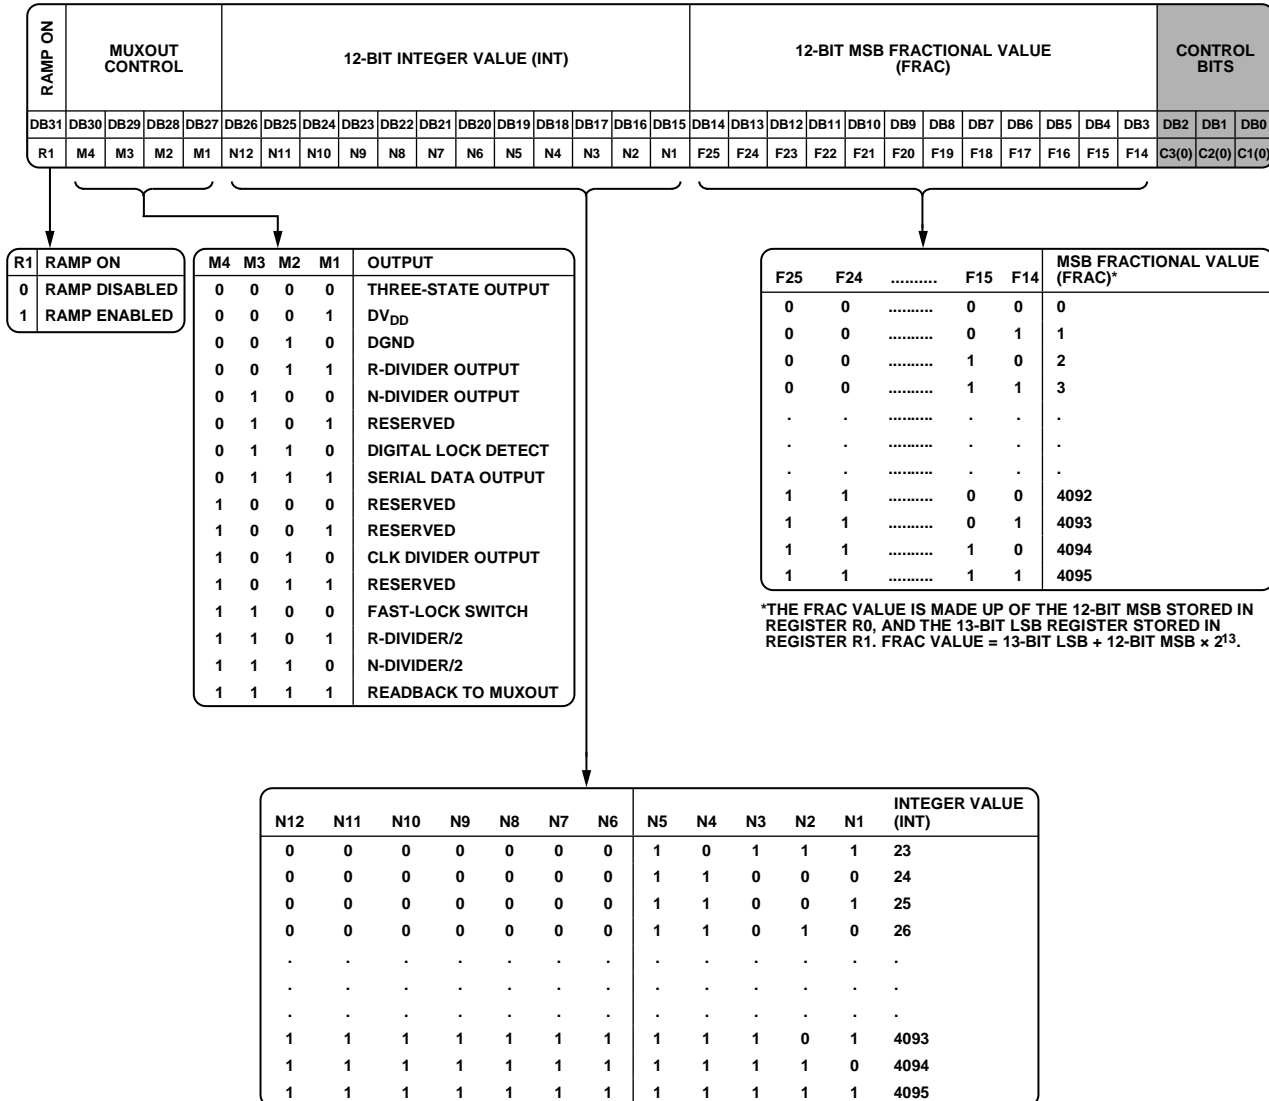 RAMP ON
MUXOUT CONTROL
12-BIT INTEGER VALUE (INT)
12-BIT MSB FRACTIONAL VALUE (FRAC)
CONTROL BITS
DB31 DB30 DB29 DB28 DB27 DB26 DB25 DB24 DB23 DB22 DB21 DB20 DB19 DB18 DB17 DB16 DB15 DB14 DB13 DB12 DB11 DB10 DB9 DB8 DB7 DB6 DB5 DB4 DB3 DB2 DB1 DB0
R1 M4 M3 M2 M1 N12 N11 N10 N9 N8 N7 N6 N5 N4 N3 N2 N1 F25 F24 F23 F22 F21 F20 F19 F18 F17 F16 F15 F14 C3(0) C2(0) C1(0)
R1 RAMP ON
0 RAMP DISABLED
1 RAMP ENABLED
M4 M3 M2 M1 OUTPUT
0 0 0 0 THREE-STATE OUTPUT
0 0 0 1 DVDD
0 0 1 0 DGND
0 0 1 1 R-DIVIDER OUTPUT
0 1 0 0 N-DIVIDER OUTPUT
0 1 0 1 RESERVED
0 1 1 0 DIGITAL LOCK DETECT
0 1 1 1 SERIAL DATA OUTPUT
1 0 0 0 RESERVED
1 0 0 1 RESERVED
1 0 1 0 CLK DIVIDER OUTPUT
1 0 1 1 RESERVED
1 1 0 0 FAST-LOCK SWITCH
1 1 0 1 R-DIVIDER/2
1 1 1 0 N-DIVIDER/2
1 1 1 1 READBACK TO MUXOUT
F25 F24 .......... F15 F14 MSB FRACTIONAL VALUE (FRAC)*
0 0 .......... 0 0 0
0 0 .......... 0 1 1
0 0 .......... 1 0 2
0 0 .......... 1 1 3
. . .......... . . .
. . .......... . . .
. . .......... . . .
1 1 .......... 0 0 4092
1 1 .......... 0 1 4093
1 1 .......... 1 0 4094
1 1 .......... 1 1 4095
*THE FRAC VALUE IS MADE UP OF THE 12-BIT MSB STORED IN
REGISTER R0, AND THE 13-BIT LSB REGISTER STORED IN
REGISTER R1. FRAC VALUE = 13-BIT LSB + 12-BIT MSB × 2¹³.
N12 N11 N10 N9 N8 N7 N6 N5 N4 N3 N2 N1 INTEGER VALUE (INT)
0 0 0 0 0 0 0 1 0 1 1 1 23
0 0 0 0 0 0 0 1 1 0 0 0 24
0 0 0 0 0 0 0 1 1 0 0 1 25
0 0 0 0 0 0 0 1 1 0 1 0 26
. . . . . . . . . . . . .
. . . . . . . . . . . . .
. . . . . . . . . . . . .
1 1 1 1 1 1 1 1 1 1 0 1 4093
1 1 1 1 1 1 1 1 1 1 1 0 4094
1 1 1 1 1 1 1 1 1 1 1 1 4095